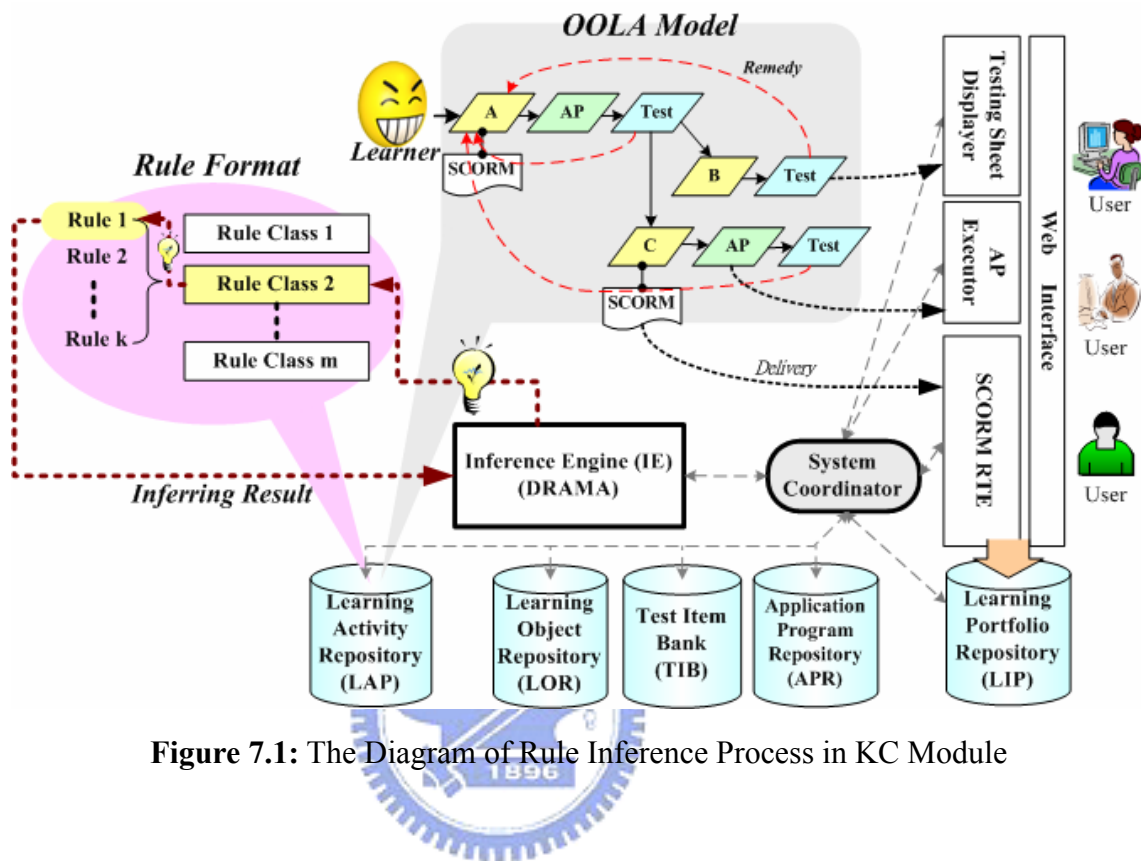 OOLA Model
Remedy
A
AP
Test
Learner
SCORM
B
Test
C
AP
Test
SCORM
Delivery
Rule Format
Rule 1
Rule 2
Rule k
Rule Class 1
Rule Class 2
Rule Class m
Inferring Result
Inference Engine (IE)
(DRAMA)
System
Coordinator
Testing Sheet
Displayer
AP
Executor
SCORM RTE
Web Interface
User
User
User
Learning
Activity
Repository
(LAP)
Learning
Object
Repository
(LOR)
Test Item
Bank
(TIB)
Application
Program
Repository
(APR)
Learning
Portfolio
Repository
(LIP)
Figure 7.1: The Diagram of Rule Inference Process in KC Module
1896